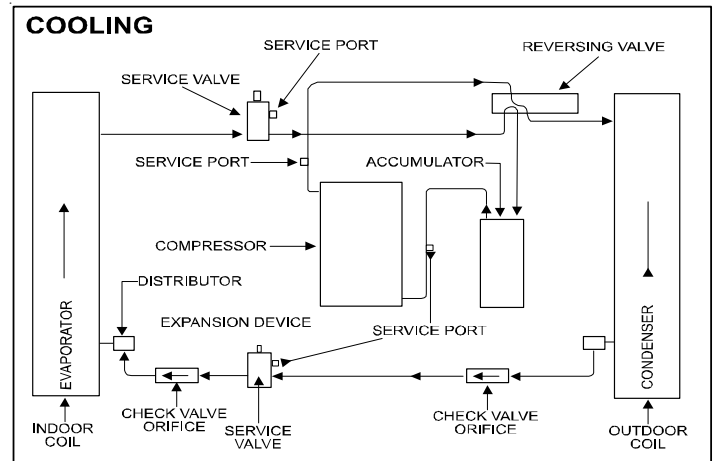 COOLING
SERVICE PORT
REVERSING VALVE
SERVICE VALVE
SERVICE PORT
ACCUMULATOR
COMPRESSOR
DISTRIBUTOR
EVAPORATOR
EXPANSION DEVICE
SERVICE PORT
CONDENSER
INDOOR
COIL
CHECK VALVE
ORIFICE
SERVICE
VALVE
CHECK VALVE
ORIFICE
OUTDOOR
COIL